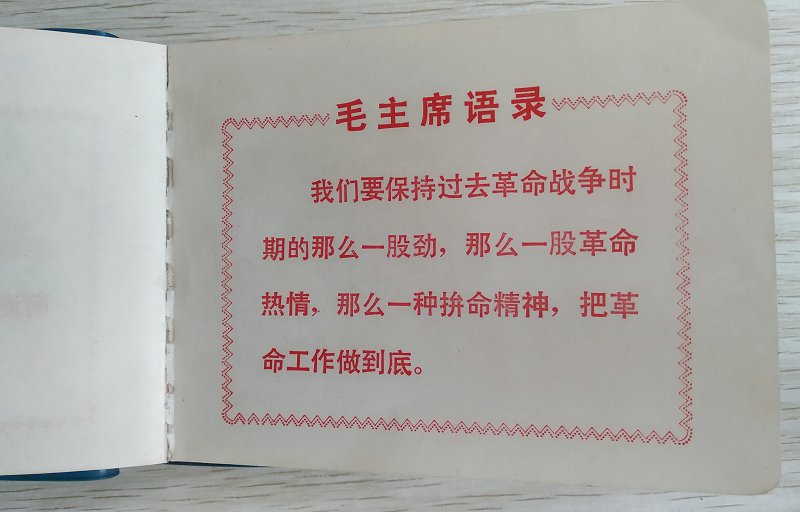 毛主席语录
我们要保持过去革命战争时
期的那么一股劲，那么一股革命
热情，那么一种拚命精神，把革
命工作做到底。